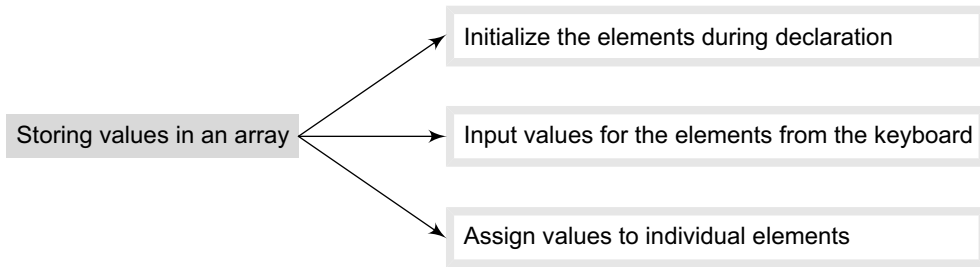 Initialize the elements during declaration
Storing values in an array
Input values for the elements from the keyboard
Assign values to individual elements